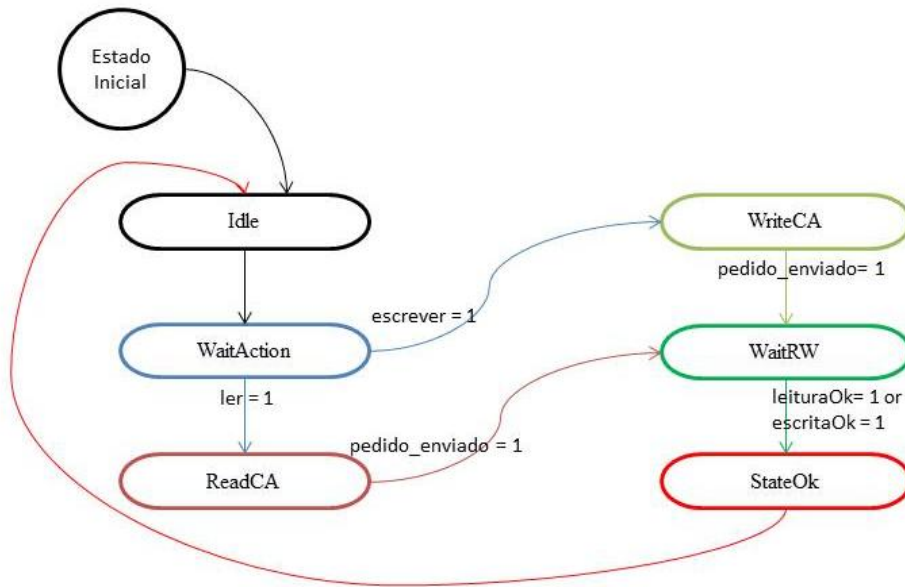 Estado
Inicial
Idle
WriteCA
pedido_enviado= 1
escrever = 1
WaitAction
WaitRW
ler = 1
leituraOk= 1 or
escritaOk = 1
pedido_enviado = 1
ReadCA
StateOk